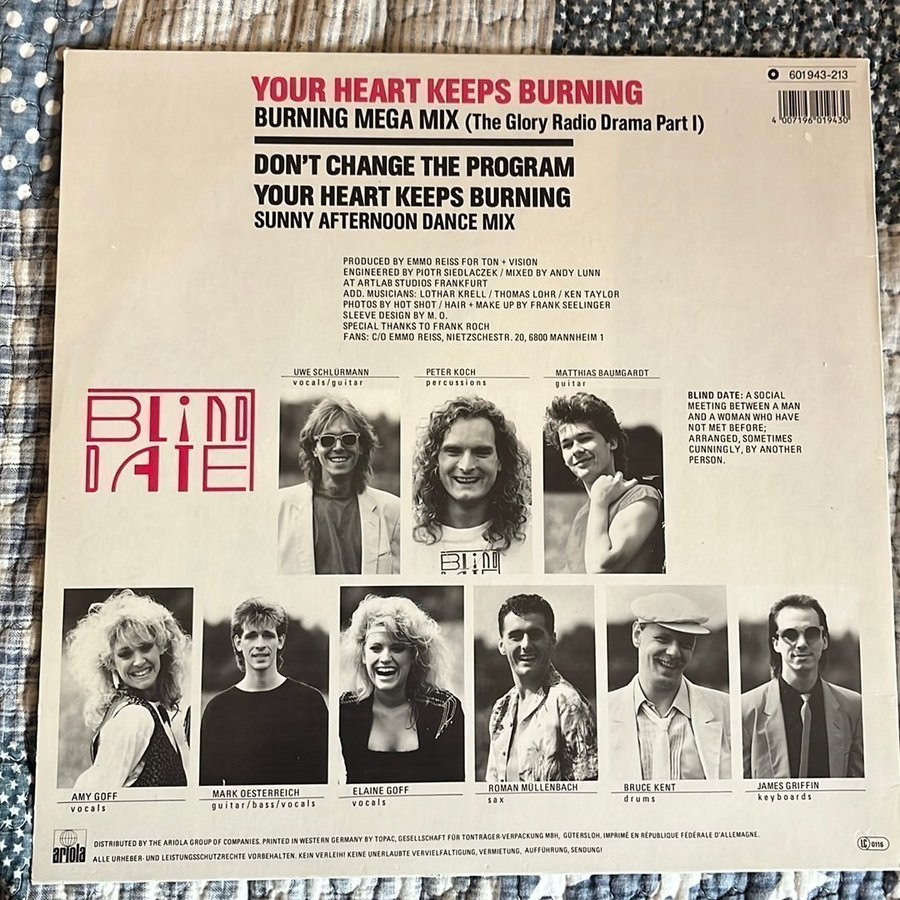 601943-213
4 007196 019430
YOUR HEART KEEPS BURNING
BURNING MEGA MIX (The Glory Radio Drama Part I)
DON'T CHANGE THE PROGRAM
YOUR HEART KEEPS BURNING
SUNNY AFTERNOON DANCE MIX
PRODUCED BY EMMO REISS FOR TON + VISION
ENGINEERED BY PIOTR SIEDLACZEK / MIXED BY ANDY LUNN
AT ARTLAB STUDIOS FRANKFURT
ADD. MUSICIANS: LOTHAR KRELL / THOMAS LOHR / KEN TAYLOR
PHOTOS BY HOT SHOT / HAIR + MAKE UP BY FRANK SEELINGER
SLEEVE DESIGN BY M. O.
SPECIAL THANKS TO FRANK ROCH
FANS: C/O EMMO REISS, NIETZSCHESTR. 20, 6800 MANNHEIM 1
BLIND
DATE
UWE SCHLÜRMANN
vocals/guitar
PETER KOCH
percussions
MATTHIAS BAUMGARDT
guitar
BLIND
DATE
BLIND DATE: A SOCIAL
MEETING BETWEEN A MAN
AND A WOMAN WHO HAVE
NOT MET BEFORE;
ARRANGED, SOMETIMES
CUNNINGLY, BY ANOTHER
PERSON.
AMY GOFF
vocals
MARK OESTERREICH
guitar/bass/vocals
ELAINE GOFF
vocals
ROMAN MÜLLENBACH
sax
BRUCE KENT
drums
JAMES GRIFFIN
keyboards
ariola
DISTRIBUTED BY THE ARIOLA GROUP OF COMPANIES. PRINTED IN WESTERN GERMANY BY TOPAC, GESELLSCHAFT FÜR TONTRÄGER-VERPACKUNG MBH, GÜTERSLOH. IMPRIMÉ EN RÉPUBLIQUE FÉDÉRALE D'ALLEMAGNE.
ALLE URHEBER- UND LEISTUNGSSCHUTZRECHTE VORBEHALTEN. KEIN VERLEIH! KEINE UNERLAUBTE VERVIELFÄLTIGUNG, VERMIETUNG, AUFFÜHRUNG, SENDUNG!
LC 0116